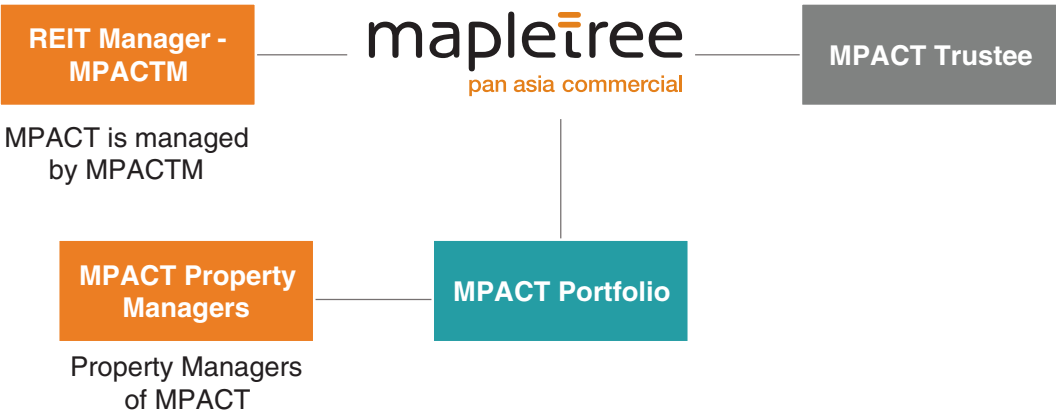 REIT Manager -
MPACTM
mapletree
pan asia commercial
MPACT Trustee
MPACT is managed
by MPACTM
MPACT Property
Managers
MPACT Portfolio
Property Managers
of MPACT